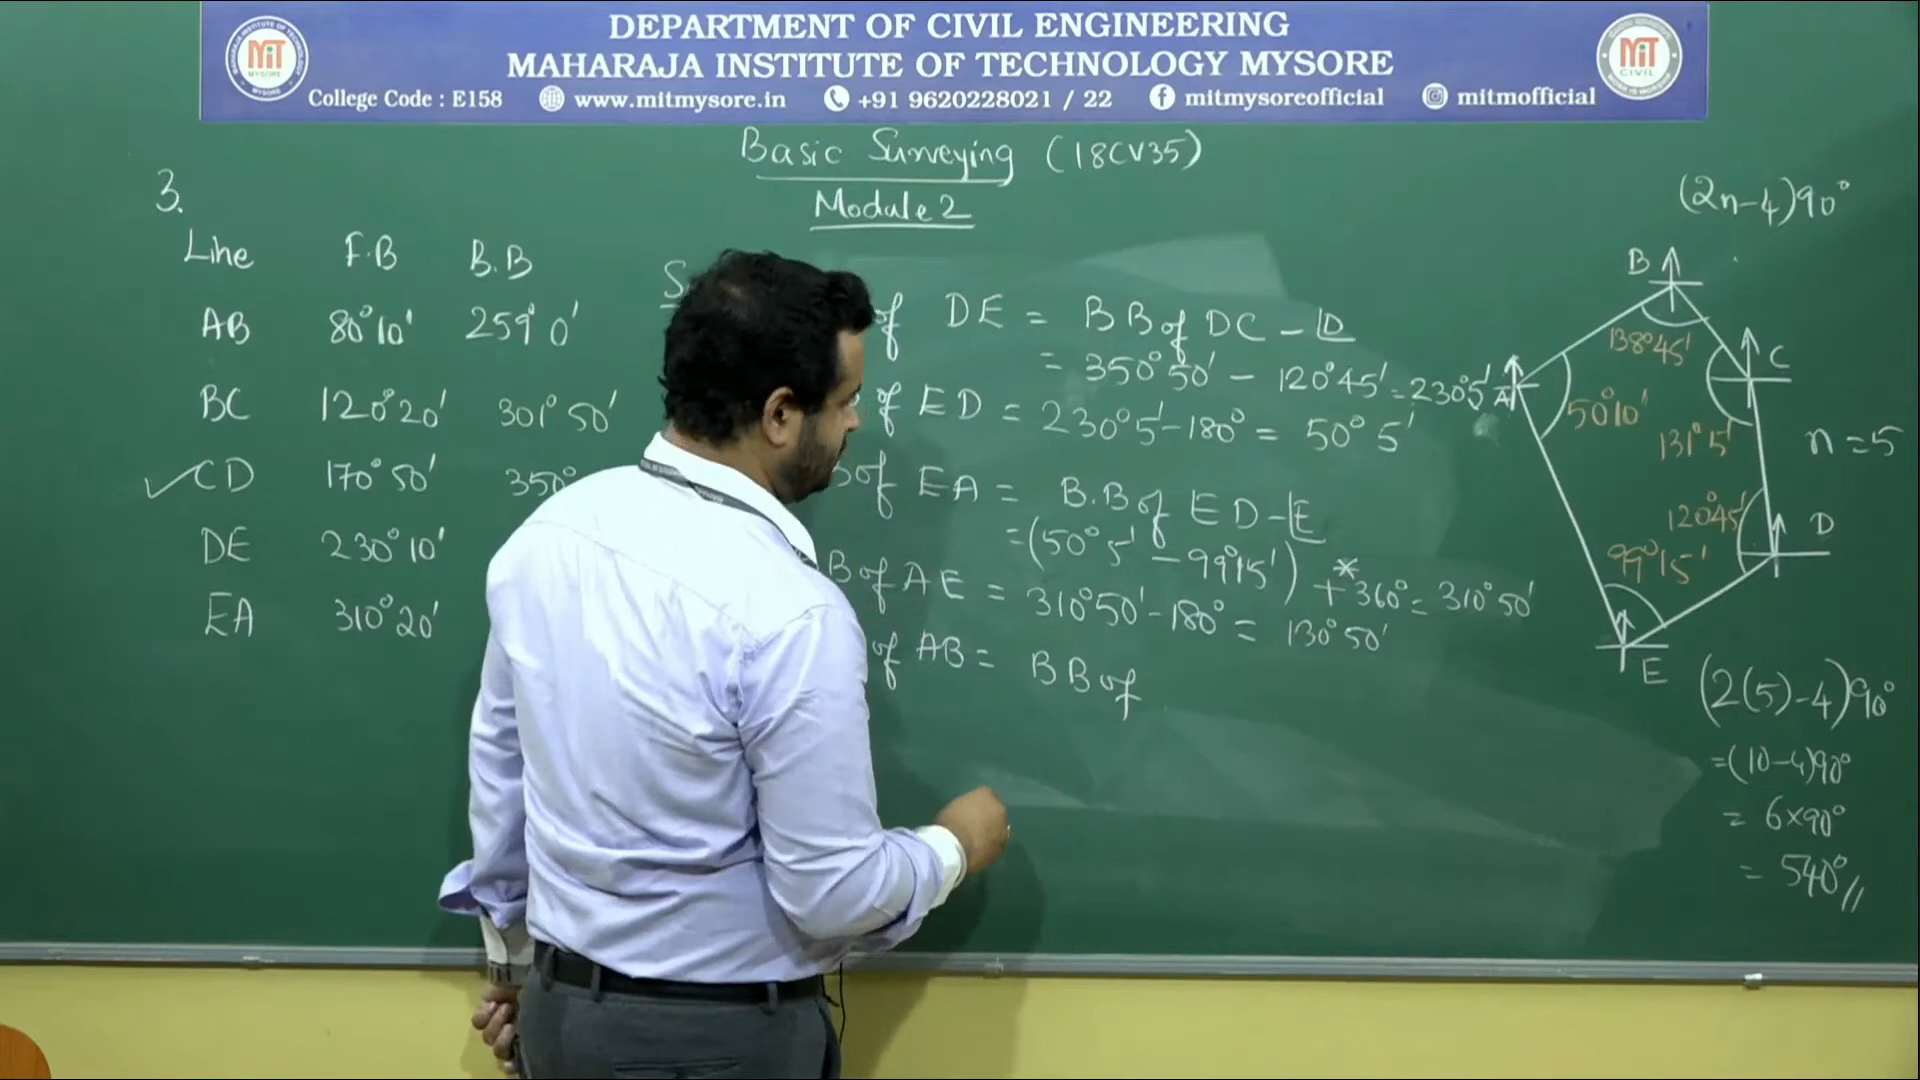 DEPARTMENT OF CIVIL ENGINEERING
MAHARAJA INSTITUTE OF TECHNOLOGY MYSORE
College Code : E158 www.mitmysore.in +91 9620228021 / 22 mitmysoreofficial mitmofficial
MiT
MYSORE
MiT
CIVIL
Basic Surveying (18CV35)
Module 2
3.
Line F.B B.B
AB 80°10' 259°0'
BC 120°20' 301°50'
CD 170°50' 350°
DE 230°10'
EA 310°20'
of DE = BB of DC - ∠D
= 350°50' - 120°45' = 230°5'
of ED = 230°5' - 180° = 50°5'
B of EA = B.B of ED - ∠E
= (50°5' - 99°15') + *360° = 310°50'
B of AE = 310°50' - 180° = 130°50'
of AB = BB of
(2n-4)90°
B
138°45'
C
A
50°10'
131°5'
n = 5
120°45'
D
99°15'
E
(2(5)-4)90°
=(10-4)90°
= 6×90°
= 540°//